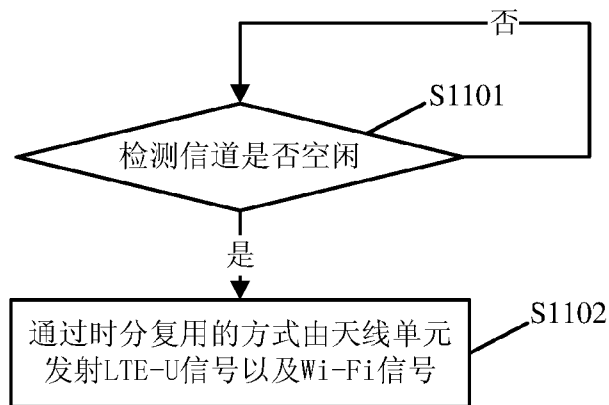 否
S1101
检测信道是否空闲
是
S1102
通过时分复用的方式由天线单元
发射LTE-U信号以及Wi-Fi信号